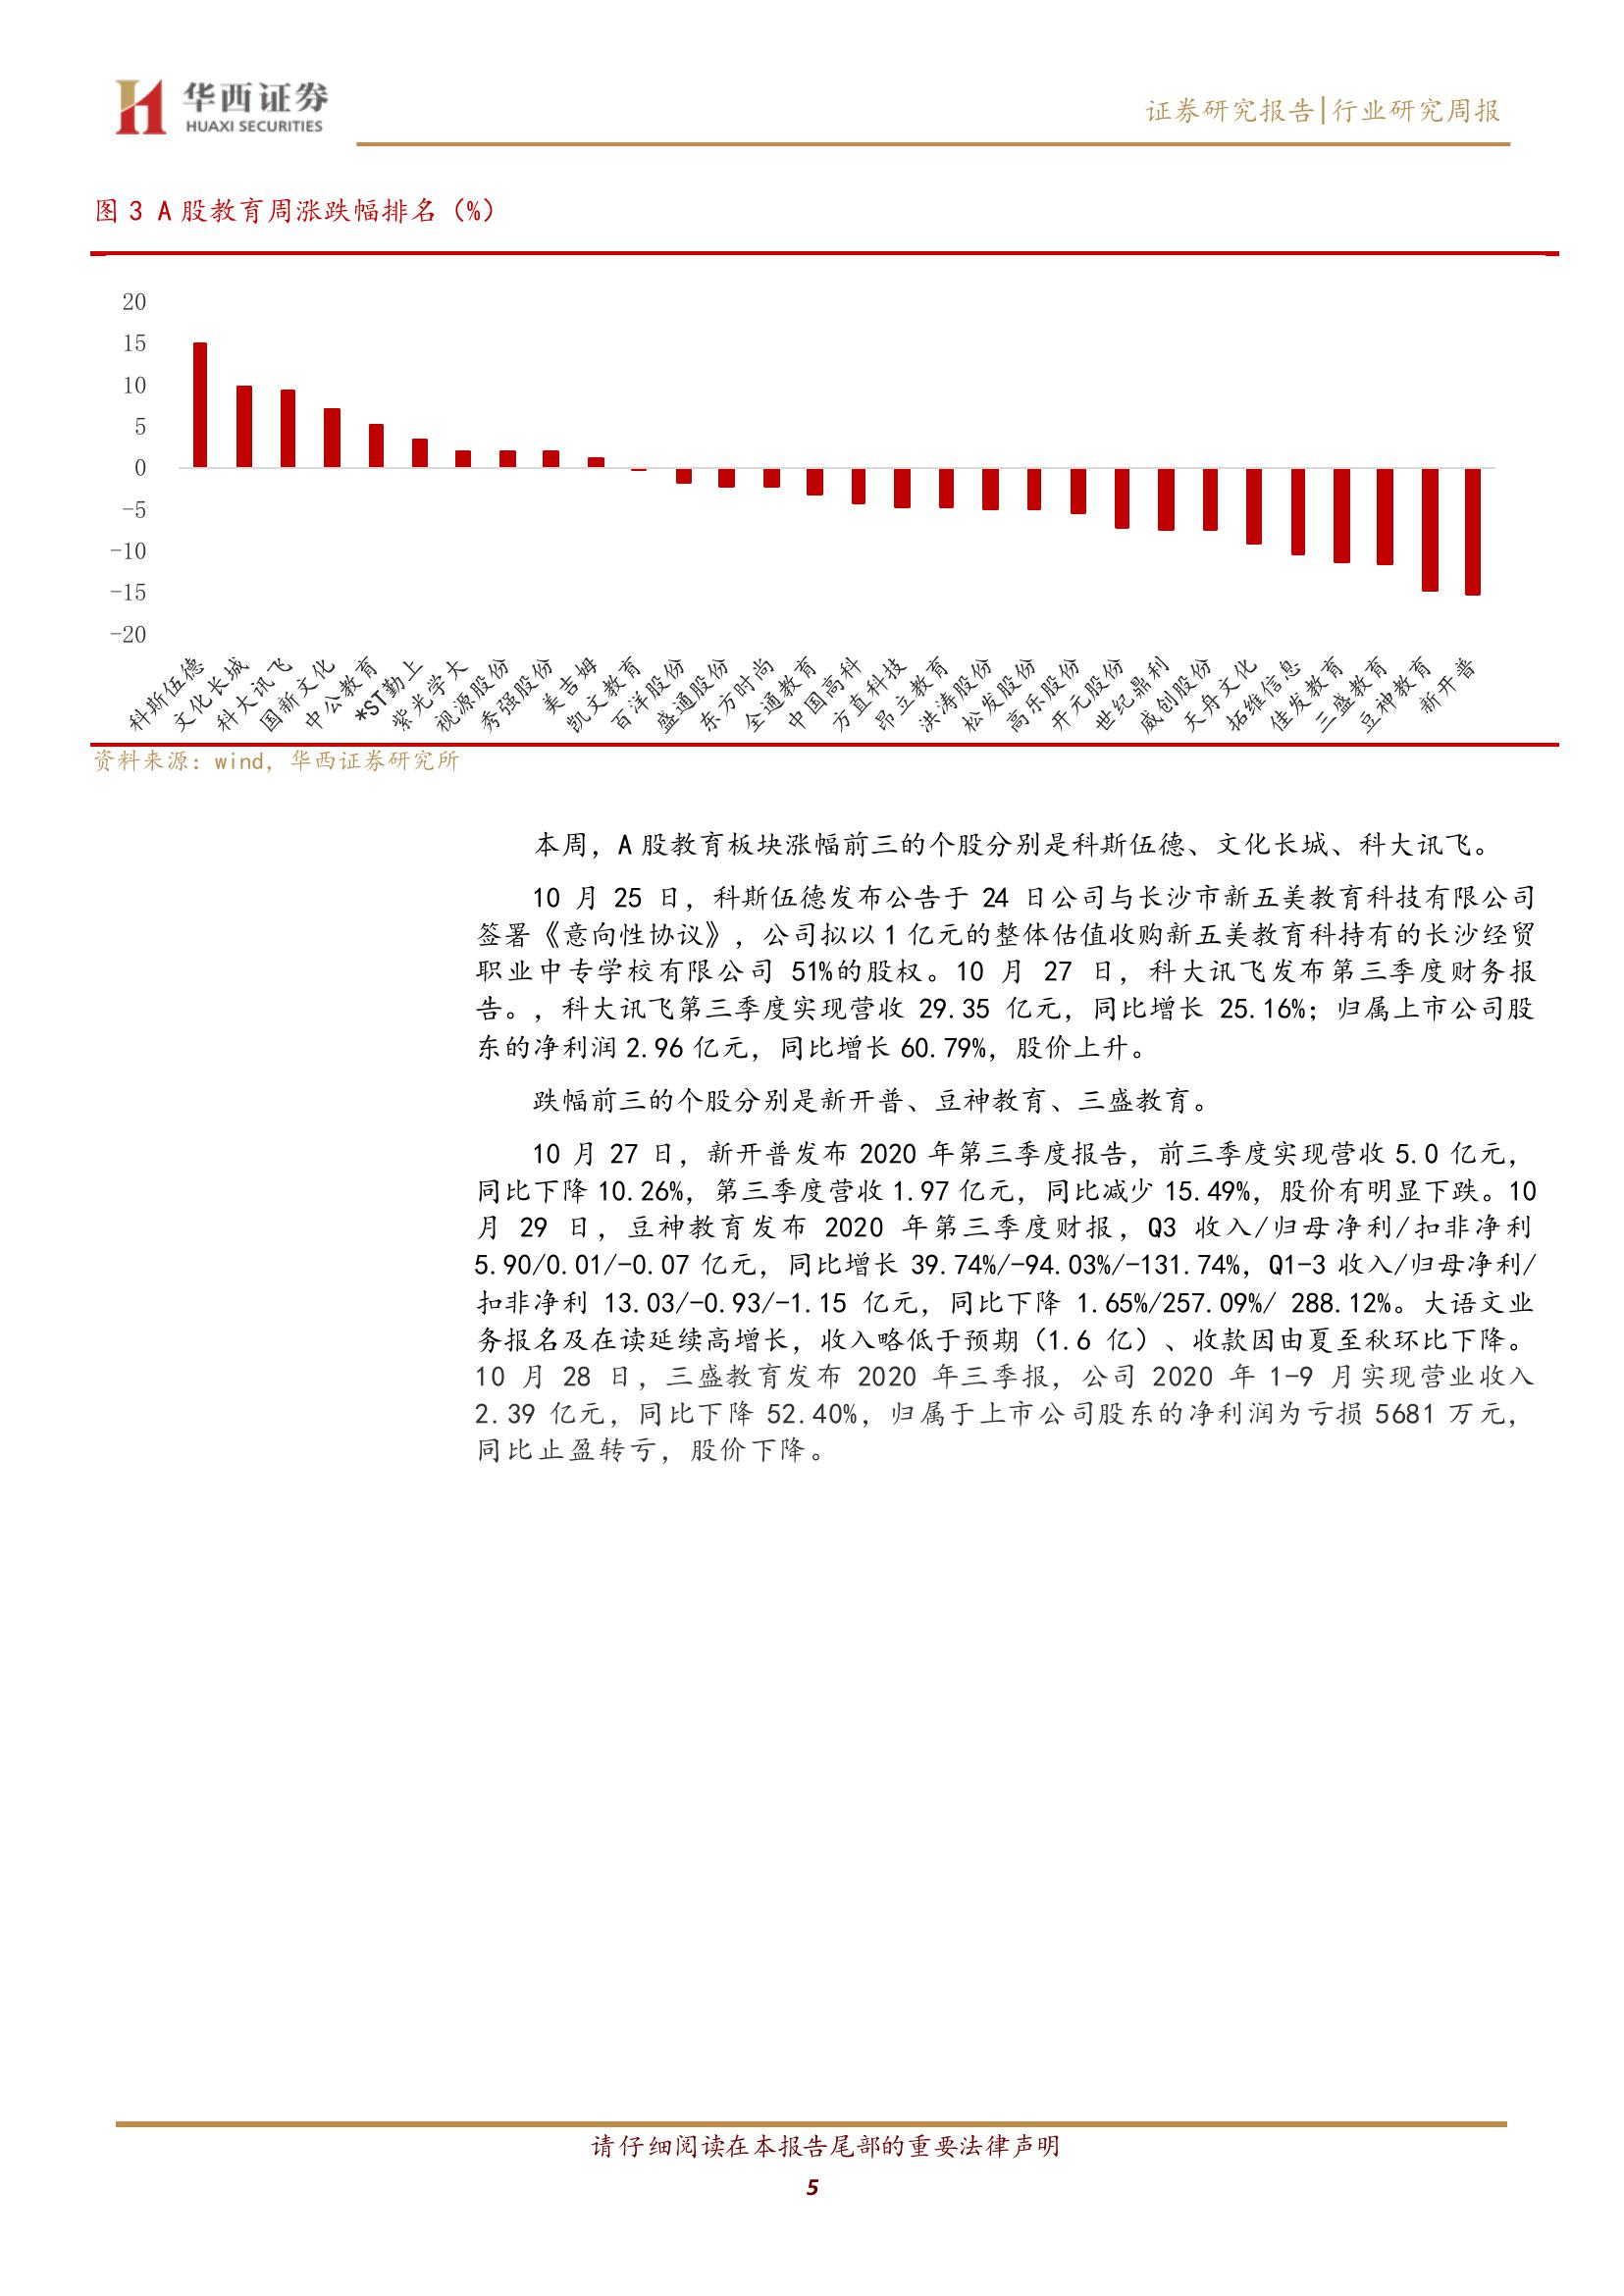 华西证券
HUAXI SECURITIES
证券研究报告|行业研究周报
图 3 A 股教育周涨跌幅排名（%）
20
15
10
5
0
-5
-10
-15
-20
科斯伍德
文化长城
科大讯飞
国新文化
中公教育
*ST勤上
紫光学大
视源股份
秀强股份
美吉姆
凯文教育
百洋股份
盛通股份
东方时尚
全通教育
中国高科
方直科技
昂立教育
洪涛股份
松发股份
高乐股份
开元股份
世纪鼎利
威创股份
天舟文化
拓维信息
佳发教育
三盛教育
豆神教育
新开普
资料来源：wind, 华西证券研究所
本周，A 股教育板块涨幅前三的个股分别是科斯伍德、文化长城、科大讯飞。
10 月 25 日，科斯伍德发布公告于 24 日公司与长沙市新五美教育科技有限公司
签署《意向性协议》，公司拟以 1 亿元的整体估值收购新五美教育科持有的长沙经贸
职业中专学校有限公司 51%的股权。10 月 27 日，科大讯飞发布第三季度财务报
告。，科大讯飞第三季度实现营收 29.35 亿元，同比增长 25.16%；归属上市公司股
东的净利润 2.96 亿元，同比增长 60.79%，股价上升。
跌幅前三的个股分别是新开普、豆神教育、三盛教育。
10 月 27 日，新开普发布 2020 年第三季度报告，前三季度实现营收 5.0 亿元，
同比下降 10.26%，第三季度营收 1.97 亿元，同比减少 15.49%，股价有明显下跌。10
月 29 日，豆神教育发布 2020 年第三季度财报，Q3 收入/归母净利/扣非净利
5.90/0.01/-0.07 亿元，同比增长 39.74%/-94.03%/-131.74%，Q1-3 收入/归母净利/
扣非净利 13.03/-0.93/-1.15 亿元，同比下降 1.65%/257.09%/ 288.12%。大语文业
务报名及在读延续高增长，收入略低于预期（1.6 亿）、收款因由夏至秋环比下降。
10 月 28 日，三盛教育发布 2020 年三季报，公司 2020 年 1-9 月实现营业收入
2.39 亿元，同比下降 52.40%，归属于上市公司股东的净利润为亏损 5681 万元，
同比止盈转亏，股价下降。
请仔细阅读在本报告尾部的重要法律声明
5